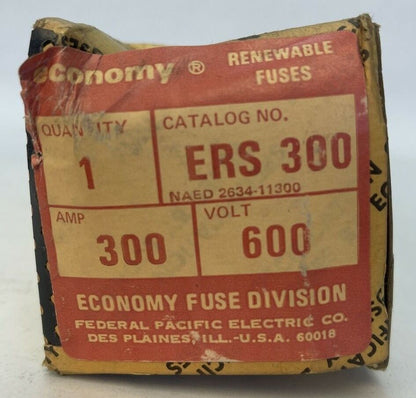 economy ® RENEWABLE
FUSES
QUANTITY
1
CATALOG NO.
ERS 300
NAED 2634-11300
AMP
300
VOLT
600
ECONOMY FUSE DIVISION
FEDERAL PACIFIC ELECTRIC CO.
DES PLAINES, ILL.-U.S.A. 60018